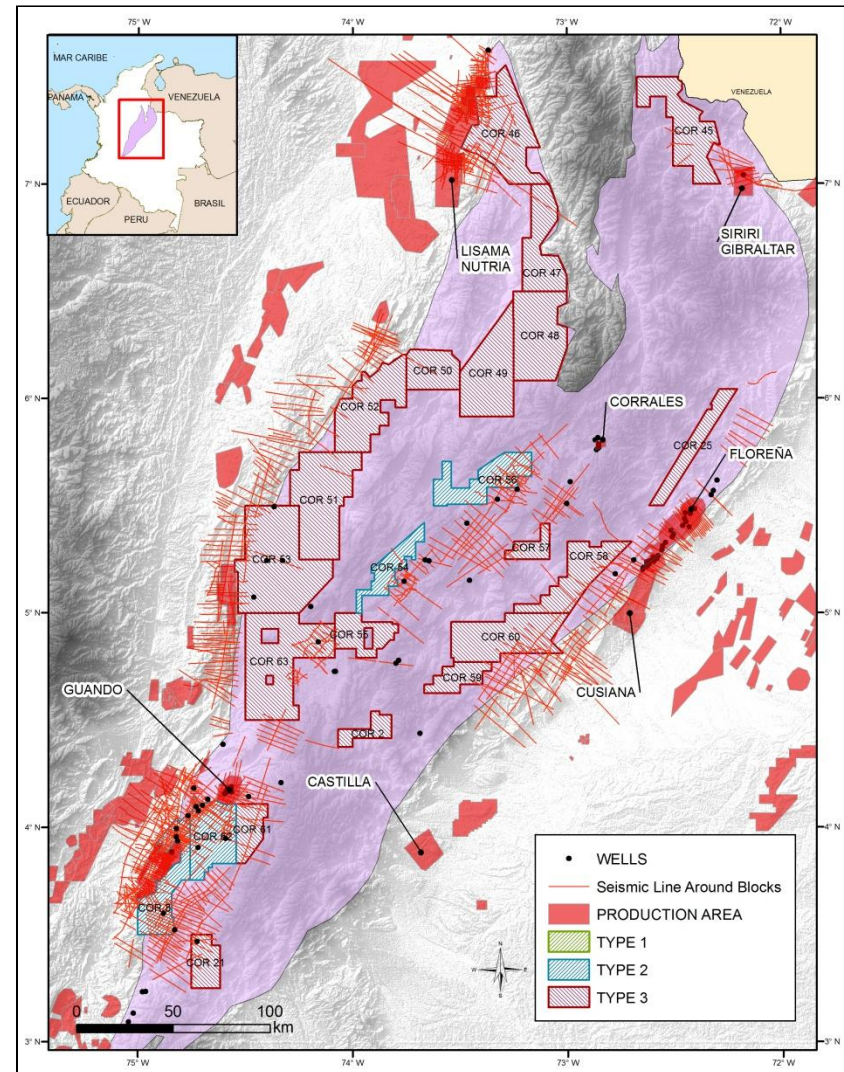 75° W
74° W
73° W
72° W
MAR CARIBE
PANAMA
VENEZUELA
ECUADOR
PERU
BRASIL
VENEZUELA
COR 46
COR 45
7° N
7° N
LISAMA
NUTRIA
SIRIRI
GIBRALTAR
COR 47
COR 48
COR 50
COR 49
6° N
6° N
COR 52
CORRALES
COR 25
FLOREÑA
COR 56
COR 51
COR 57
COR 58
COR 53
COR 54
5° N
5° N
COR 55
COR 60
COR 63
COR 59
GUANDO
CUSIANA
COR 2
CASTILLA
4° N
4° N
COR 62
COR 61
COR 8
COR 21
WELLS
Seismic Line Around Blocks
PRODUCTION AREA
TYPE 1
TYPE 2
TYPE 3
N
W
E
S
0
50
100
km
3° N
3° N
75° W
74° W
73° W
72° W